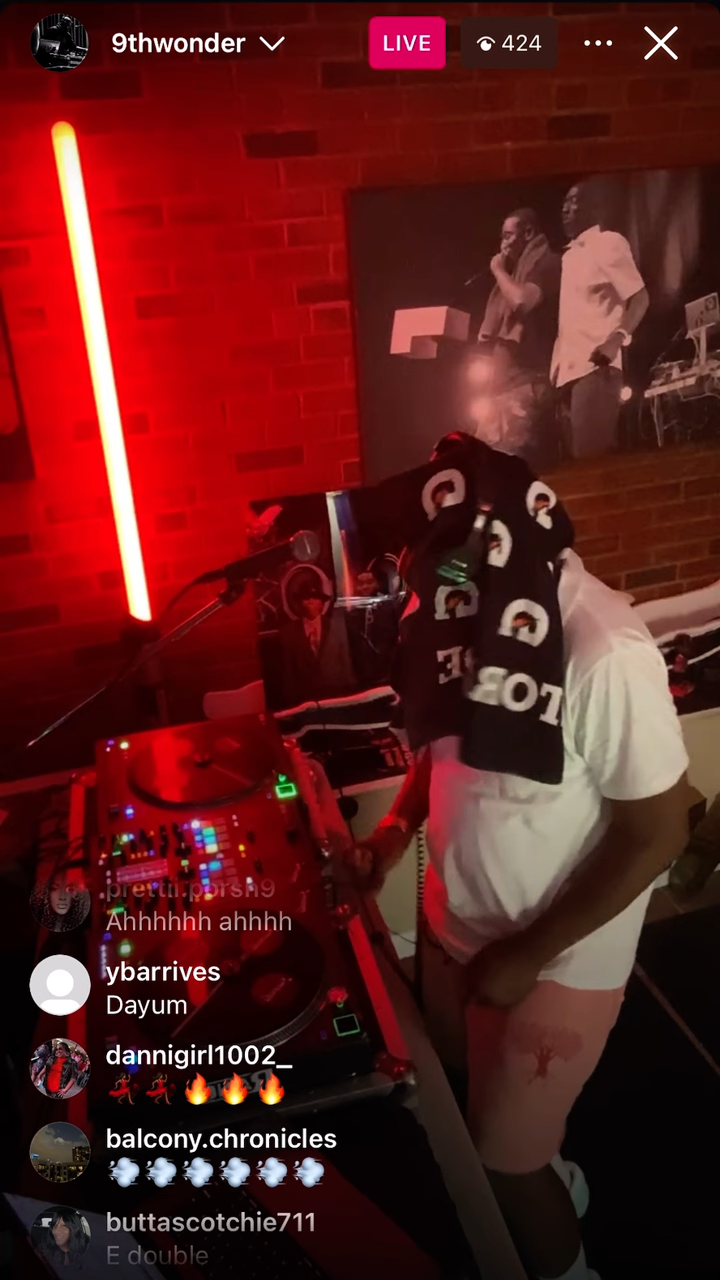 9thwonder
LIVE
424
prettii.porsh9
Ahhhhhh ahhhh
ybarrives
Dayum
dannigirl1002_
💃🏾💃🏾🔥🔥🔥
balcony.chronicles
💨💨💨💨💨💨
buttascotchie711
E double